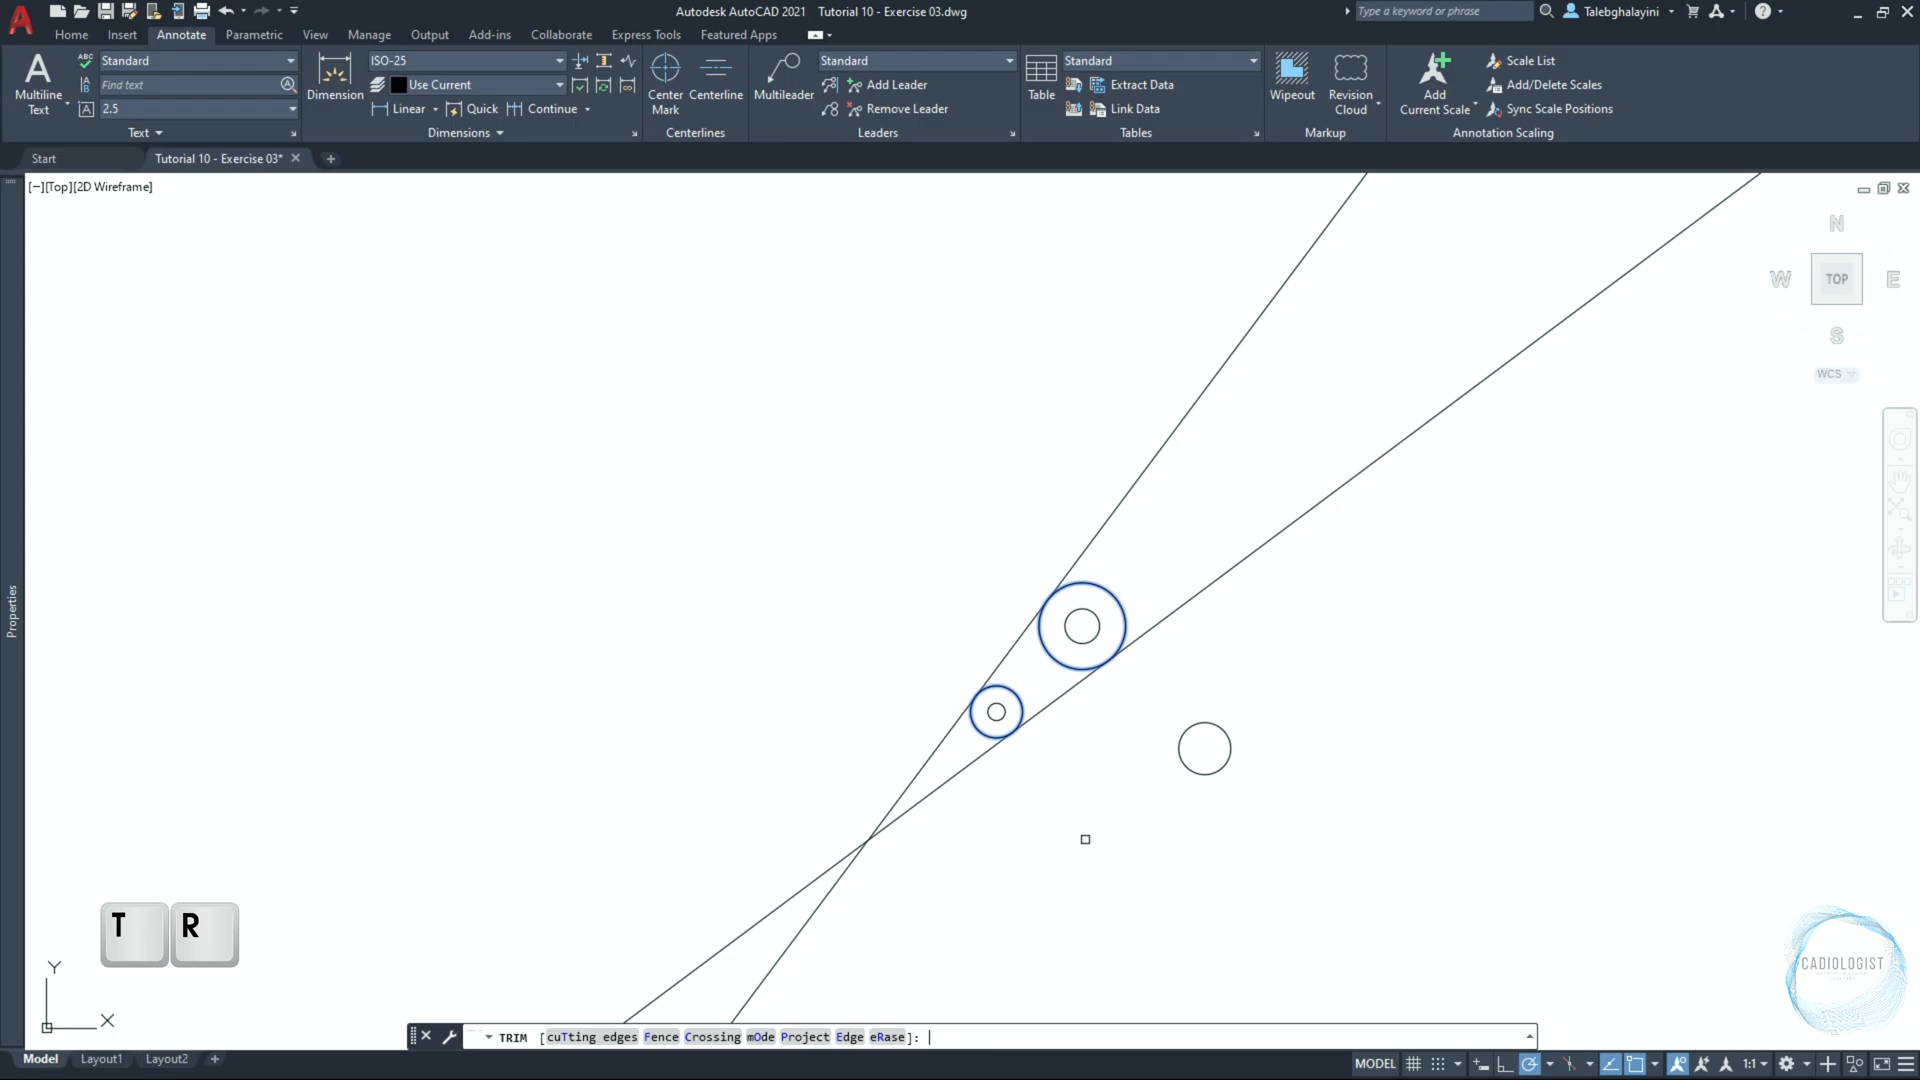 Autodesk AutoCAD 2021 Tutorial 10 - Exercise 03.dwg
Type a keyword or phrase
Talebghalayini
Home Insert Annotate Parametric View Manage Output Add-ins Collaborate Express Tools Featured Apps
Standard
Find text
2.5
Multiline Text
Text
Dimension
ISO-25
Use Current
Linear Quick Continue
Dimensions
Center Mark
Centerline
Centerlines
Multileader
Standard
Add Leader
Remove Leader
Leaders
Table
Standard
Extract Data
Link Data
Tables
Wipeout
Revision Cloud
Markup
Add Current Scale
Scale List
Add/Delete Scales
Sync Scale Positions
Annotation Scaling
Start
Tutorial 10 - Exercise 03*
[−][Top][2D Wireframe]
N
W TOP E
S
WCS
Properties
T R
Y
X
CADIOLOGIST
TRIM [cuTting edges Fence Crossing mOde Project Edge eRase]:
Model Layout1 Layout2
MODEL
1:1